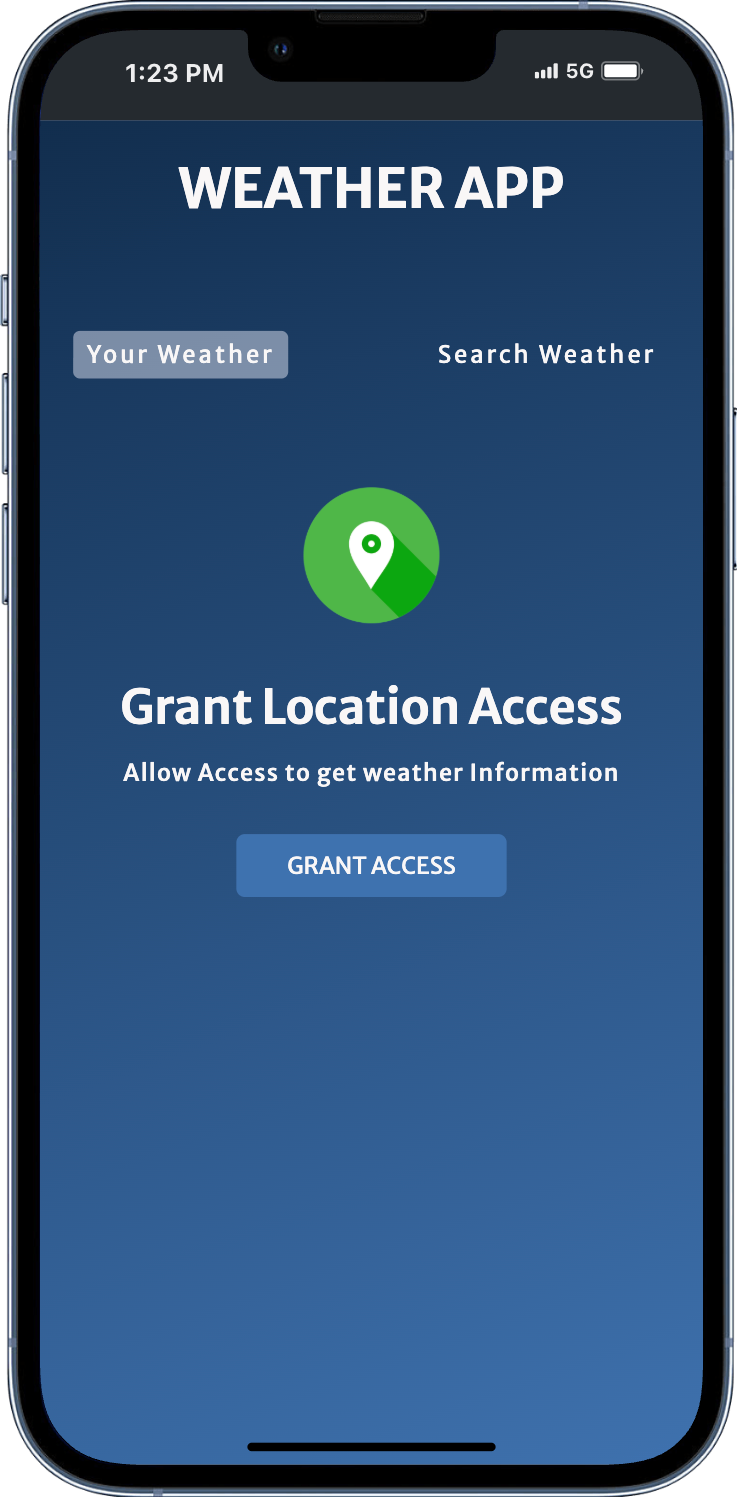 1:23 PM 5G
WEATHER APP
Your Weather Search Weather
Grant Location Access
Allow Access to get weather Information
GRANT ACCESS